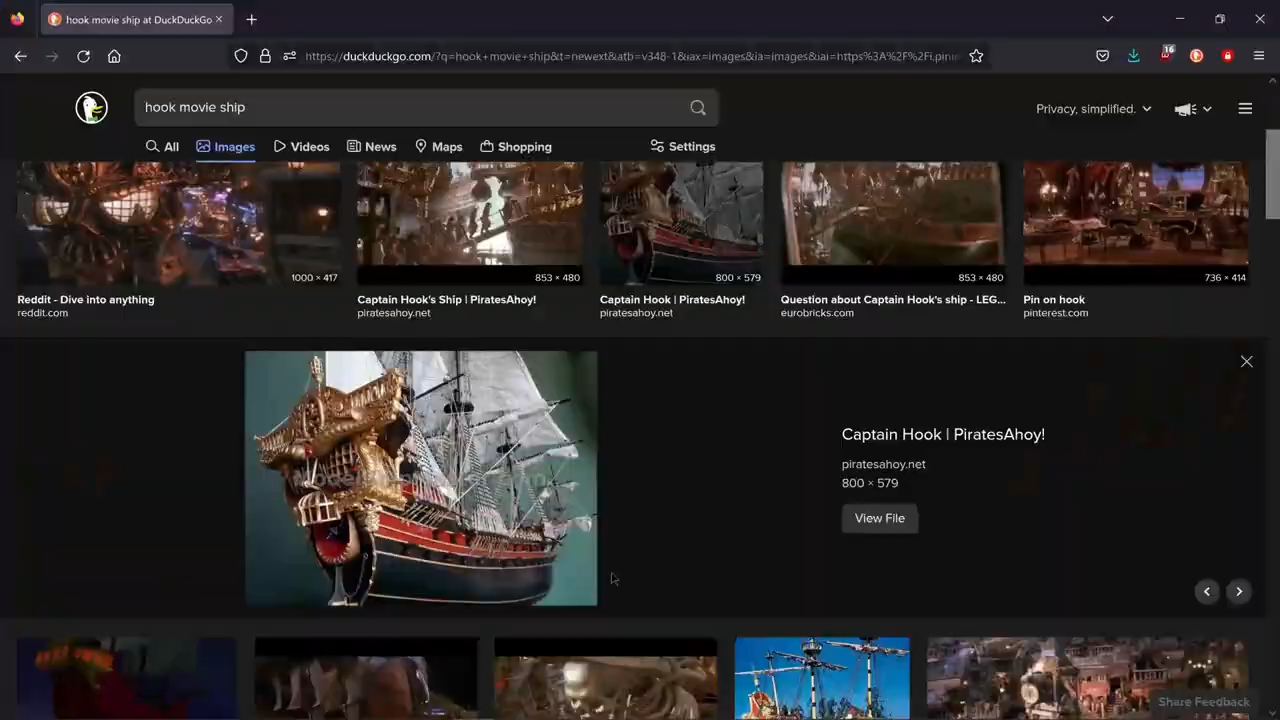 hook movie ship at DuckDuckGo
https://duckduckgo.com/?q=hook+movie+ship&t=newext&atb=v348-1&iax=images&ia=images&iai=https%3A%2F%2Fi.pini
16
hook movie ship
Privacy, simplified.
All
Images
Videos
News
Maps
Shopping
Settings
1000 × 417
853 × 480
800 × 579
853 × 480
736 × 414
Reddit - Dive into anything
Captain Hook's Ship | PiratesAhoy!
Captain Hook | PiratesAhoy!
Question about Captain Hook's ship - LEG...
Pin on hook
reddit.com
piratesahoy.net
piratesahoy.net
eurobricks.com
pinterest.com
Captain Hook | PiratesAhoy!
piratesahoy.net
800 × 579
View File
Share Feedback